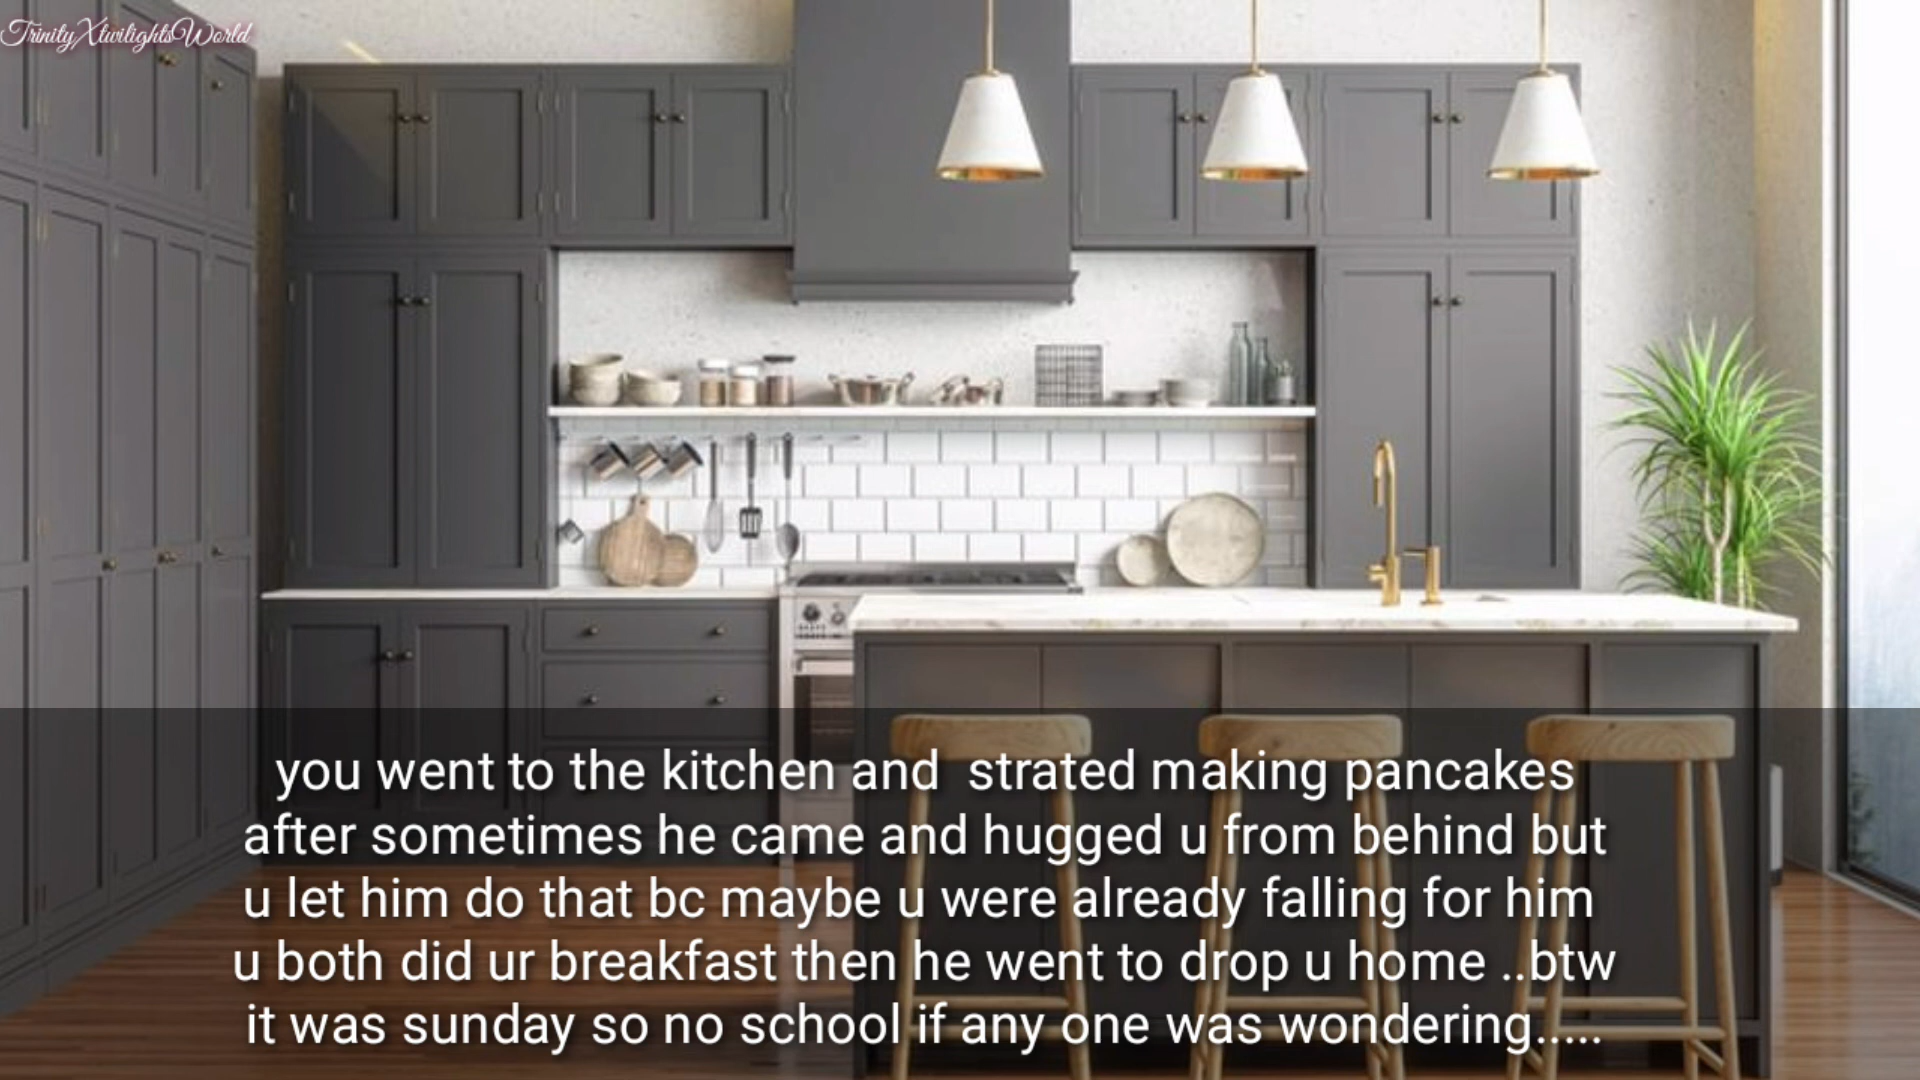 TrinityXtwilightsWorld
you went to the kitchen and  strated making pancakes
after sometimes he came and hugged u from behind but
u let him do that bc maybe u were already falling for him
u both did ur breakfast then he went to drop u home ..btw
it was sunday so no school if any one was wondering.....